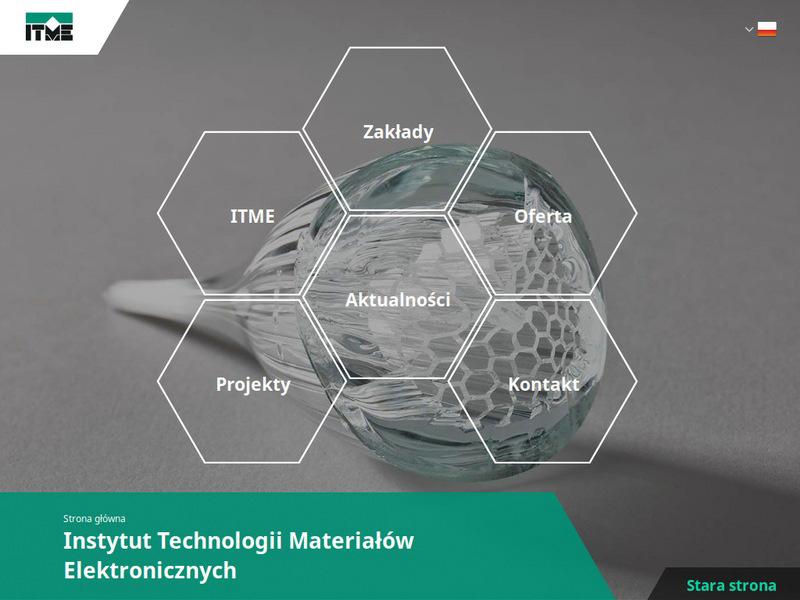 ITME
Zakłady
ITME
Oferta
Aktualności
Projekty
Kontakt
Strona główna
Instytut Technologii Materiałów
Elektronicznych
Stara strona